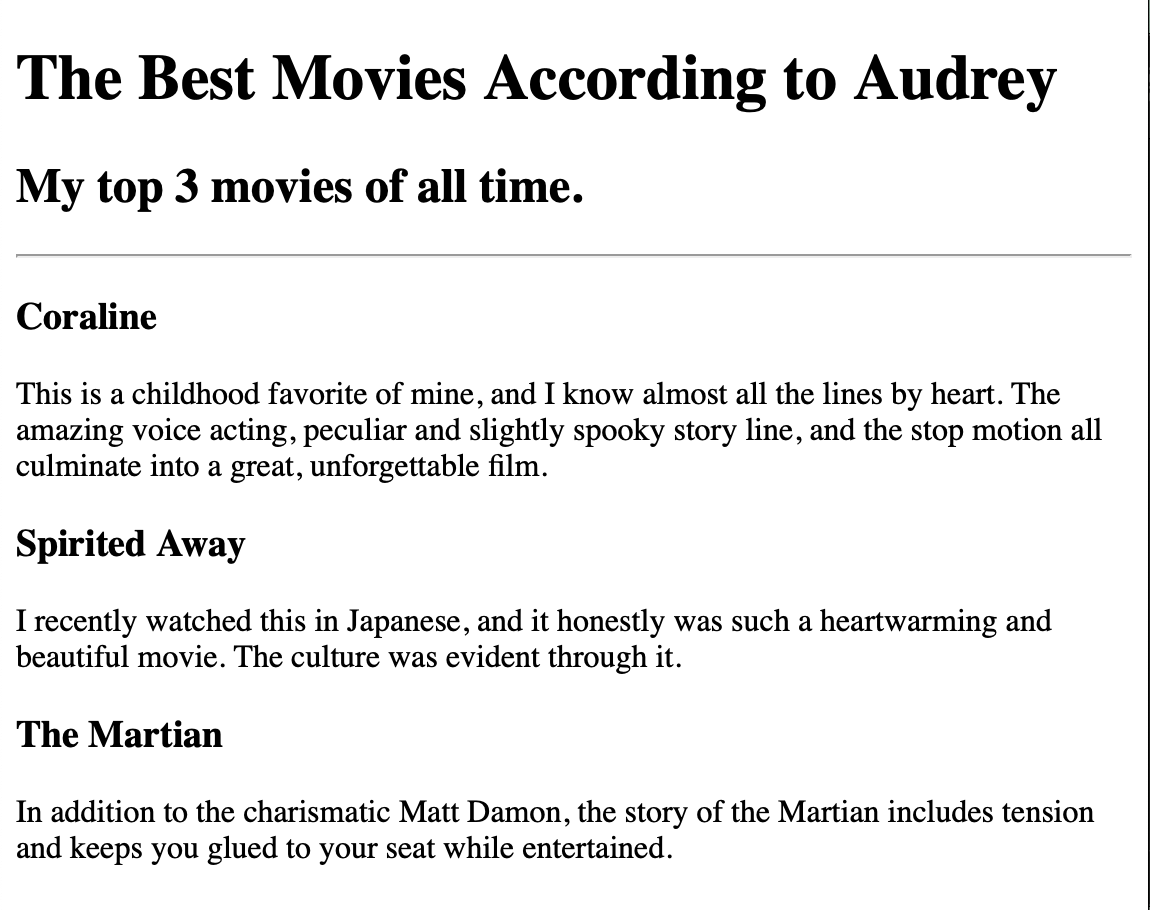 The Best Movies According to Audrey
My top 3 movies of all time.
Coraline
This is a childhood favorite of mine, and I know almost all the lines by heart. The
amazing voice acting, peculiar and slightly spooky story line, and the stop motion all
culminate into a great, unforgettable film.
Spirited Away
I recently watched this in Japanese, and it honestly was such a heartwarming and
beautiful movie. The culture was evident through it.
The Martian
In addition to the charismatic Matt Damon, the story of the Martian includes tension
and keeps you glued to your seat while entertained.